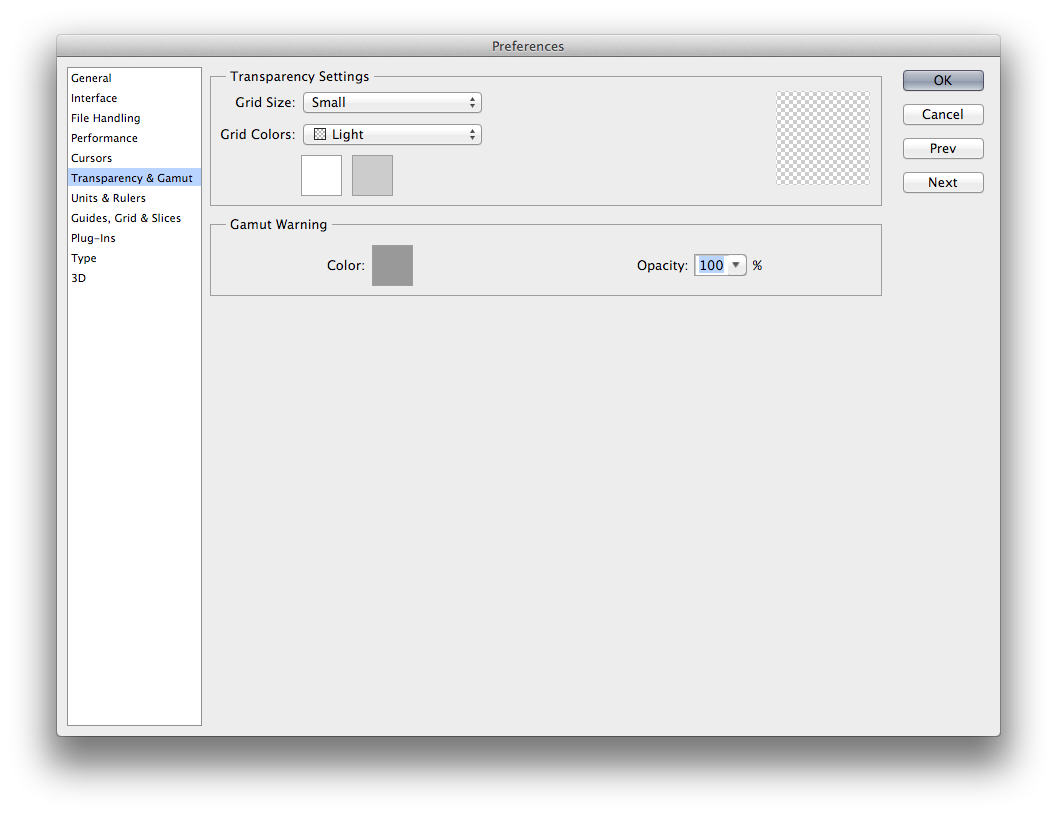 Preferences
General
Interface
File Handling
Performance
Cursors
Transparency & Gamut
Units & Rulers
Guides, Grid & Slices
Plug-Ins
Type
3D
Transparency Settings
Grid Size: Small
Grid Colors: Light
Gamut Warning
Color:
Opacity: 100 %
OK
Cancel
Prev
Next